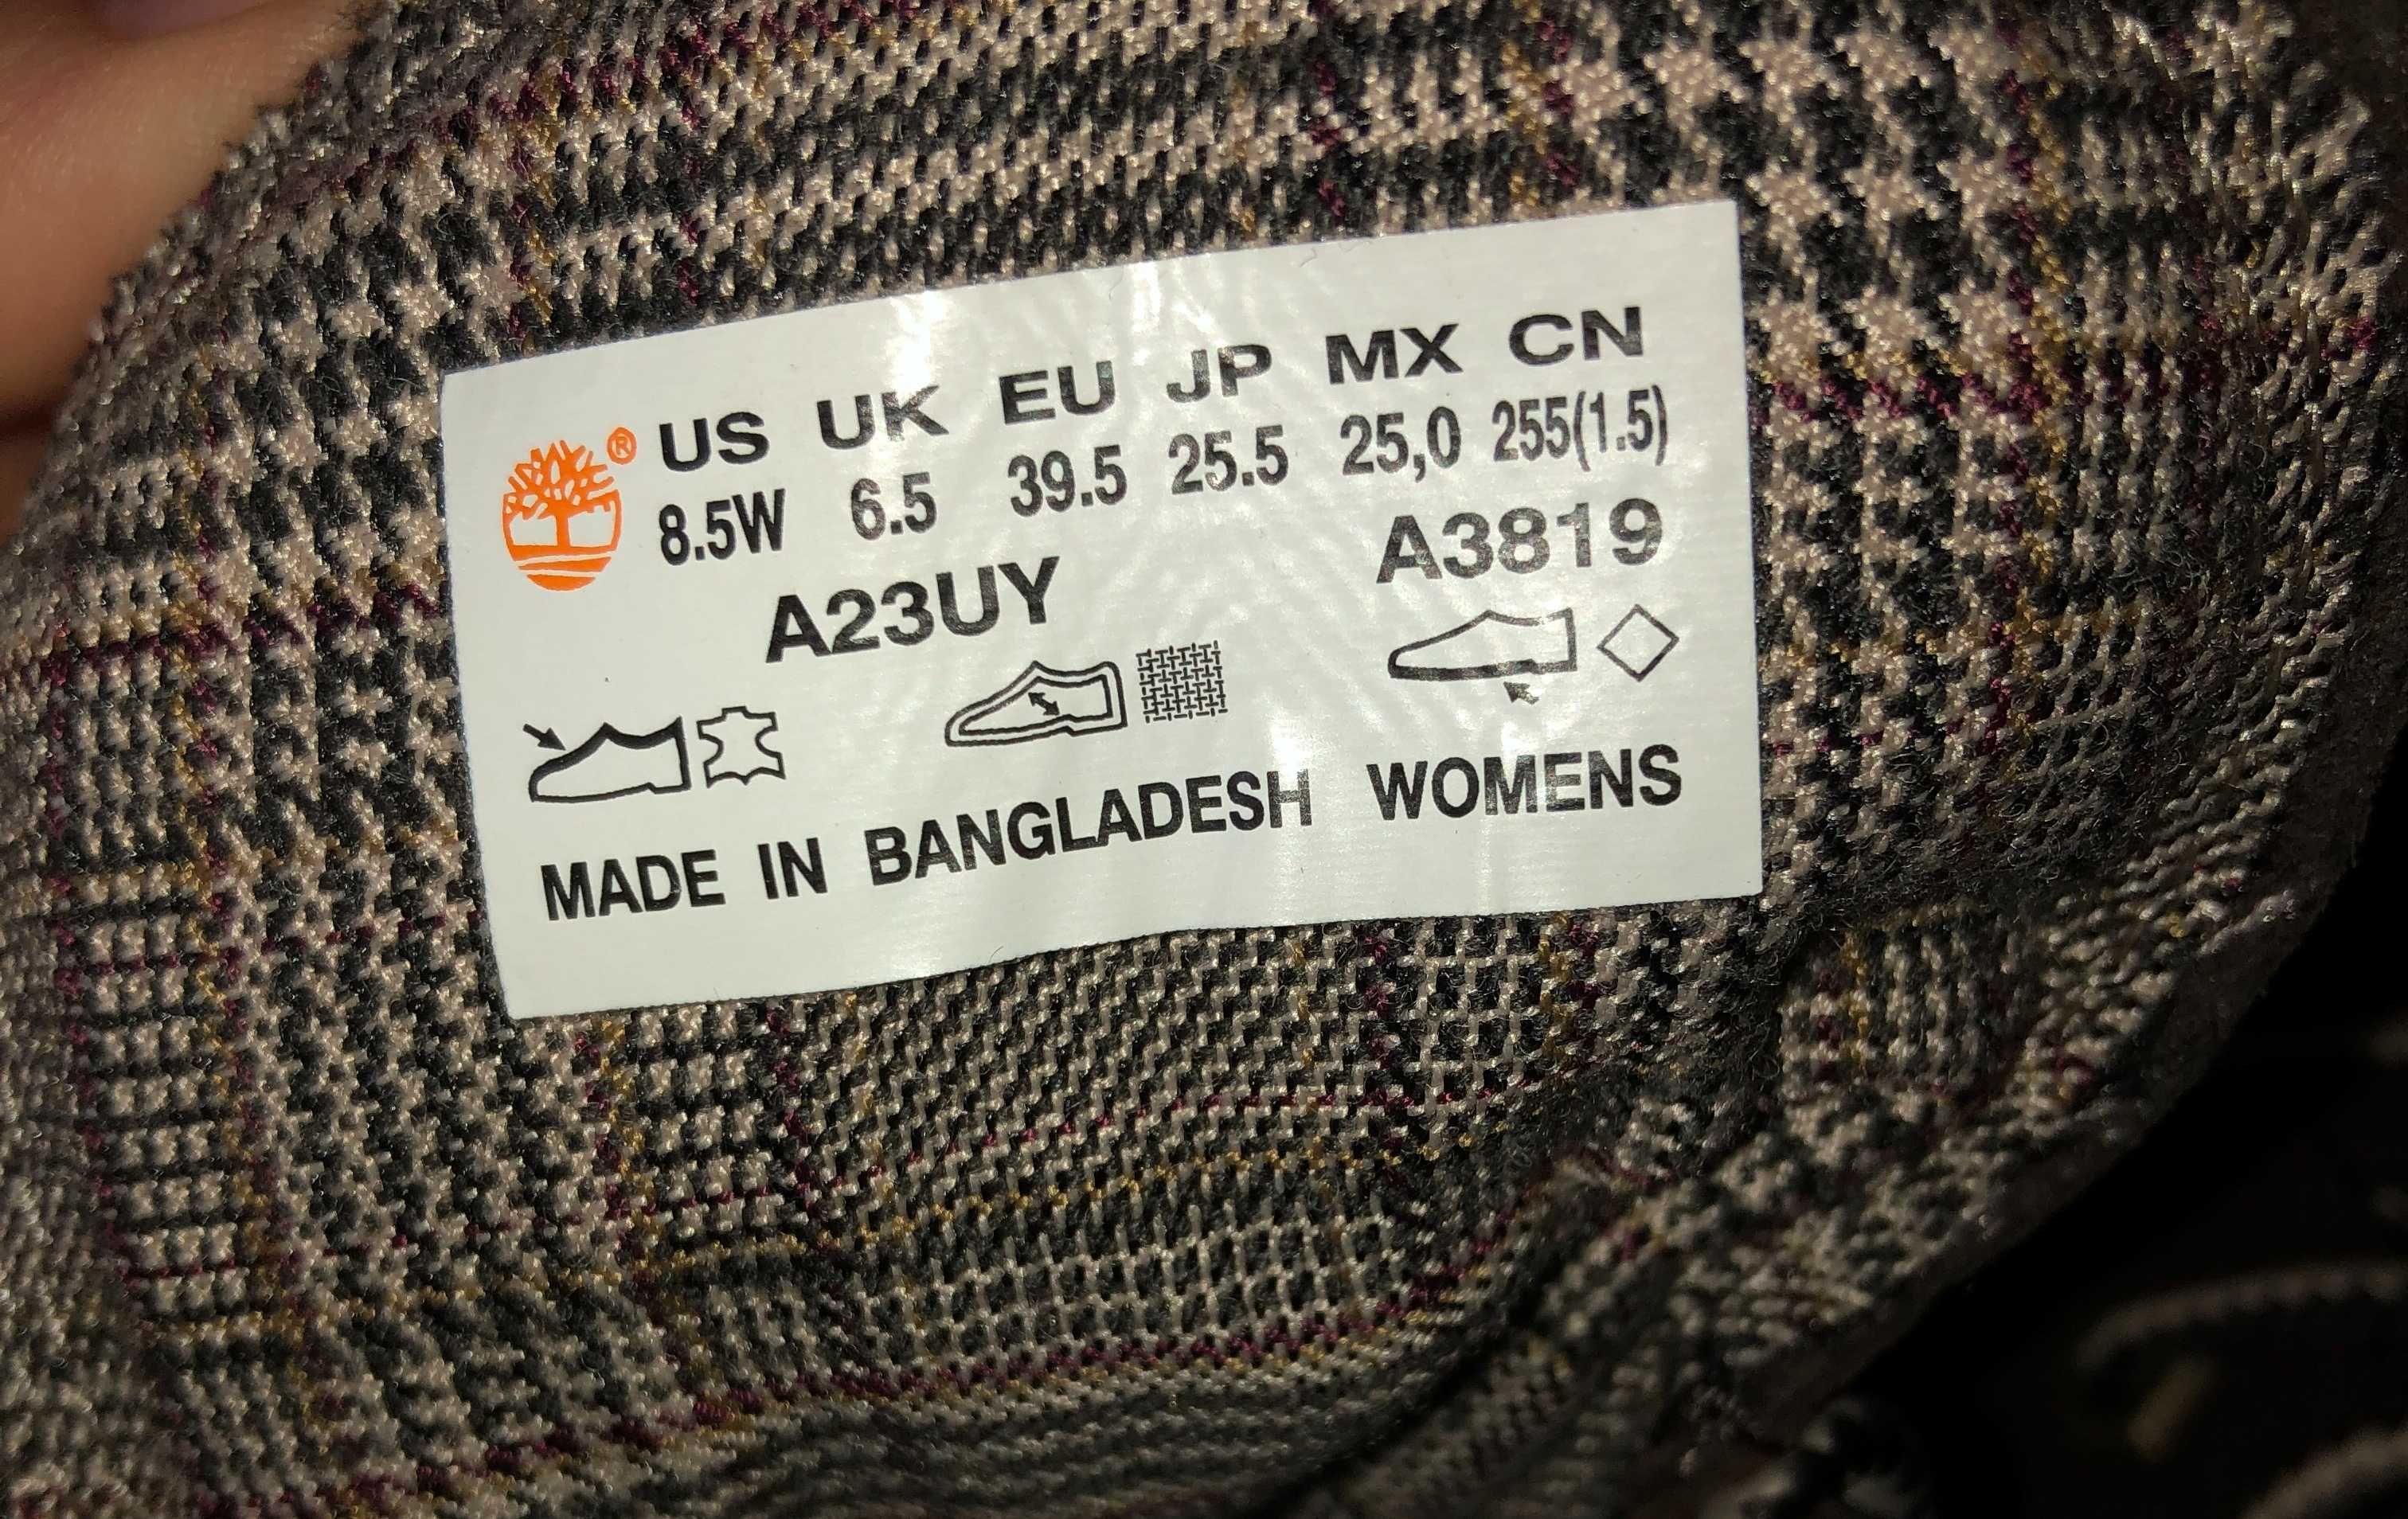 ® US UK EU JP MX CN
8.5W 6.5 39.5 25.5 25,0 255(1.5)
A23UY A3819
MADE IN BANGLADESH WOMENS